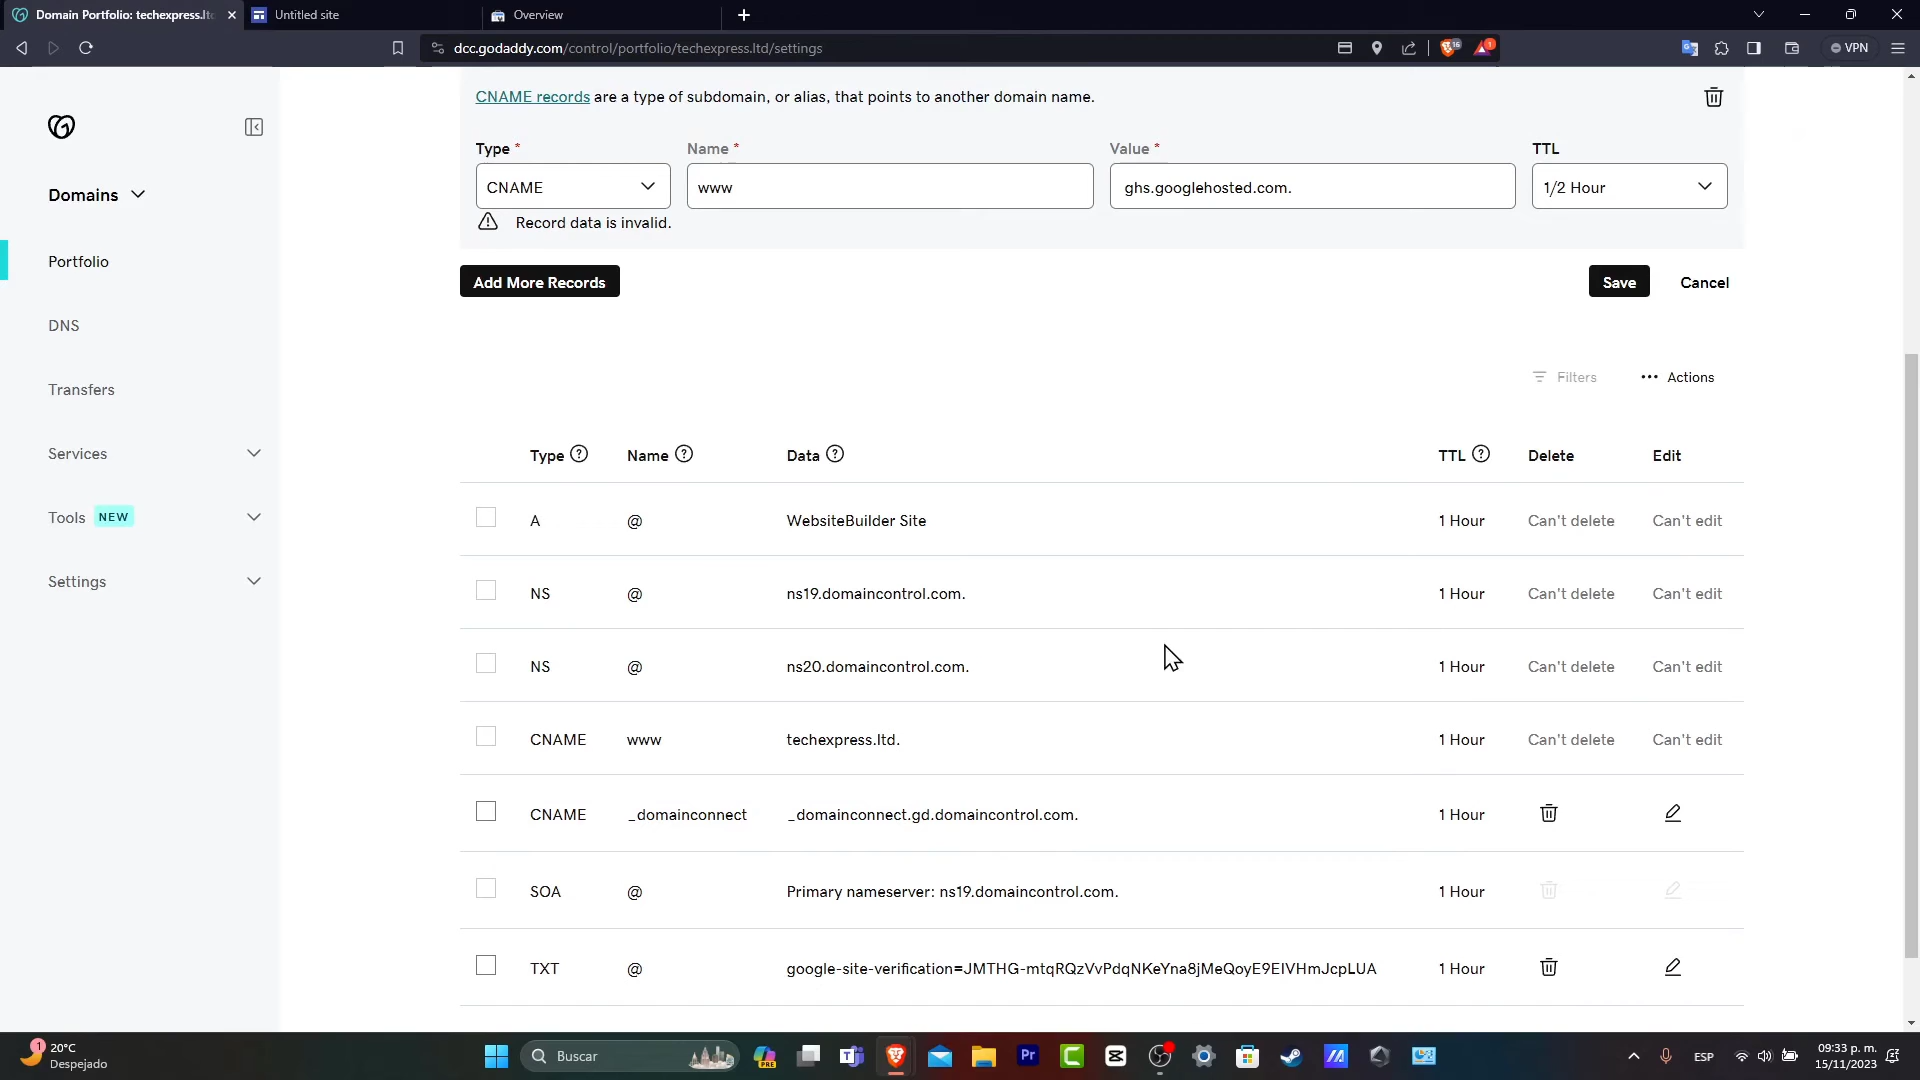 Domain Portfolio: techexpress.ltd
Untitled site
Overview
dcc.godaddy.com/control/portfolio/techexpress.ltd/settings
16
1
VPN
CNAME records are a type of subdomain, or alias, that points to another domain name.
Type * Name * Value * TTL
CNAME www ghs.googlehosted.com. 1/2 Hour
Record data is invalid.
Add More Records Save Cancel
Domains
Portfolio
DNS
Transfers
Services
Tools NEW
Settings
Filters Actions
Type Name Data TTL Delete Edit
A @ WebsiteBuilder Site 1 Hour Can't delete Can't edit
NS @ ns19.domaincontrol.com. 1 Hour Can't delete Can't edit
NS @ ns20.domaincontrol.com. 1 Hour Can't delete Can't edit
CNAME www techexpress.ltd. 1 Hour Can't delete Can't edit
CNAME _domainconnect _domainconnect.gd.domaincontrol.com. 1 Hour
SOA @ Primary nameserver: ns19.domaincontrol.com. 1 Hour
TXT @ google-site-verification=JMTHG-mtqRQzVvPdqNKeYna8jMeQoyE9EIVHmJcpLUA 1 Hour
1
20°C
Despejado
Buscar
PRE
Pr
ESP
09:33 p. m.
15/11/2023